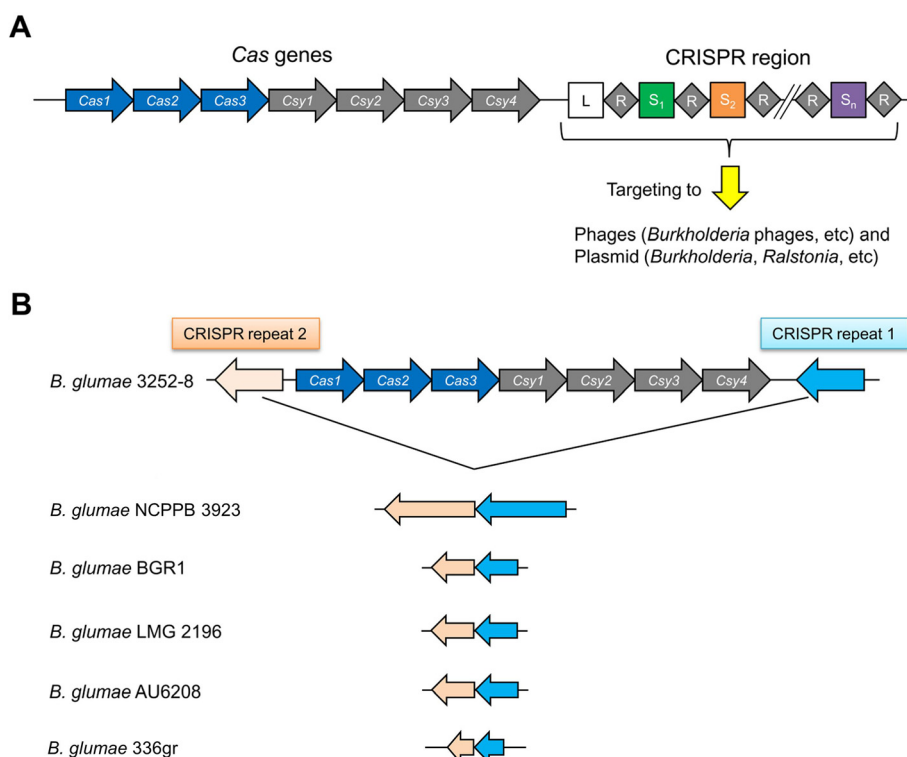 A
Cas genes
CRISPR region
Cas1 Cas2 Cas3 Csy1 Csy2 Csy3 Csy4 L R S1 R S2 R R Sn R
Targeting to
Phages (Burkholderia phages, etc) and
Plasmid (Burkholderia, Ralstonia, etc)
B
CRISPR repeat 2
CRISPR repeat 1
B. glumae 3252-8
Cas1 Cas2 Cas3 Csy1 Csy2 Csy3 Csy4
B. glumae NCPPB 3923
B. glumae BGR1
B. glumae LMG 2196
B. glumae AU6208
B. glumae 336gr